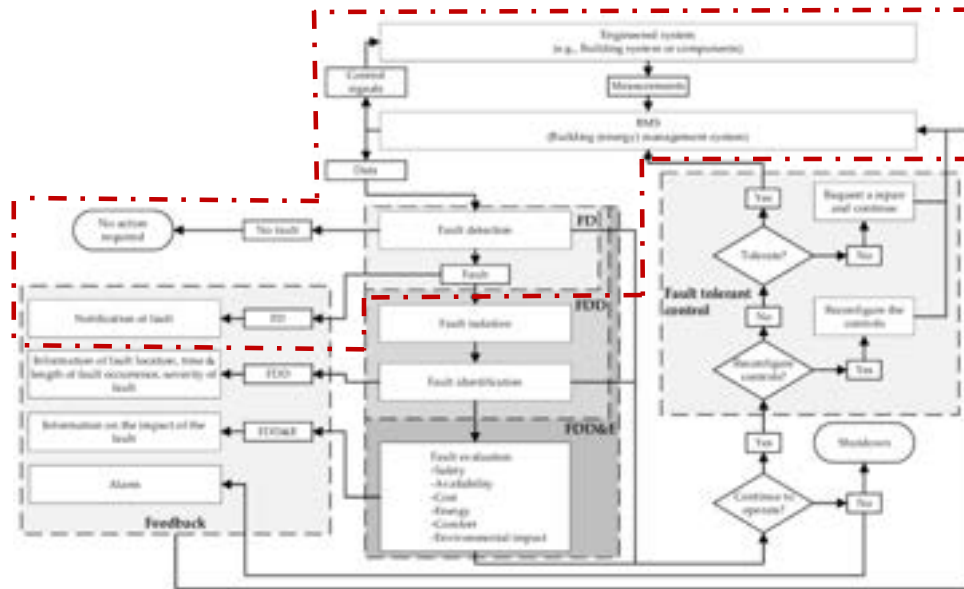 Engineered system
(e.g., Building system or components)
Control
signals
Measurements
BMS
(Building (energy) management system)
Data
Yes
Request a repair
and continue
No action
required
No fault
Fault detection
FD
Tolerate?
No
Fault
Fault tolerant
control
Notification of fault
FD
Fault isolation
FDD
No
Reconfigure the
controls
Information of fault location, time &
length of fault occurrence, severity of
fault
FDD
Fault identification
Reconfigure
controls?
Yes
Information on the impact of the
fault
FDD&E
FDD&E
Yes
Shutdown
Fault evaluation
-Safety
-Availability
-Cost
-Energy
-Comfort
-Environmental impact
Alarm
Continue to
operate?
No
Feedback